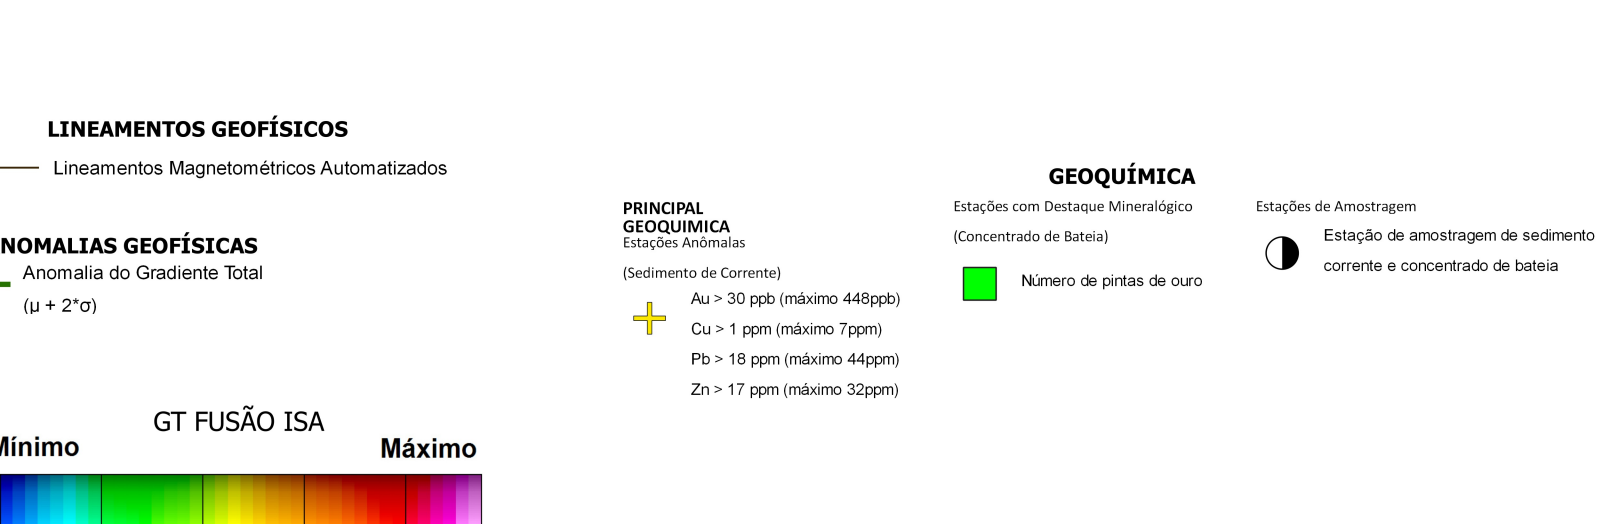 LINEAMENTOS GEOFÍSICOS
Lineamentos Magnetométricos Automatizados
NOMALIAS GEOFÍSICAS
Anomalia do Gradiente Total
(μ + 2*σ)
GT FUSÃO ISA
Mínimo
Máximo
PRINCIPAL
GEOQUIMICA
Estações Anômalas
(Sedimento de Corrente)
Au > 30 ppb (máximo 448ppb)
Cu > 1 ppm (máximo 7ppm)
Pb > 18 ppm (máximo 44ppm)
Zn > 17 ppm (máximo 32ppm)
GEOQUÍMICA
Estações com Destaque Mineralógico
(Concentrado de Bateia)
Número de pintas de ouro
Estações de Amostragem
Estação de amostragem de sedimento
corrente e concentrado de bateia